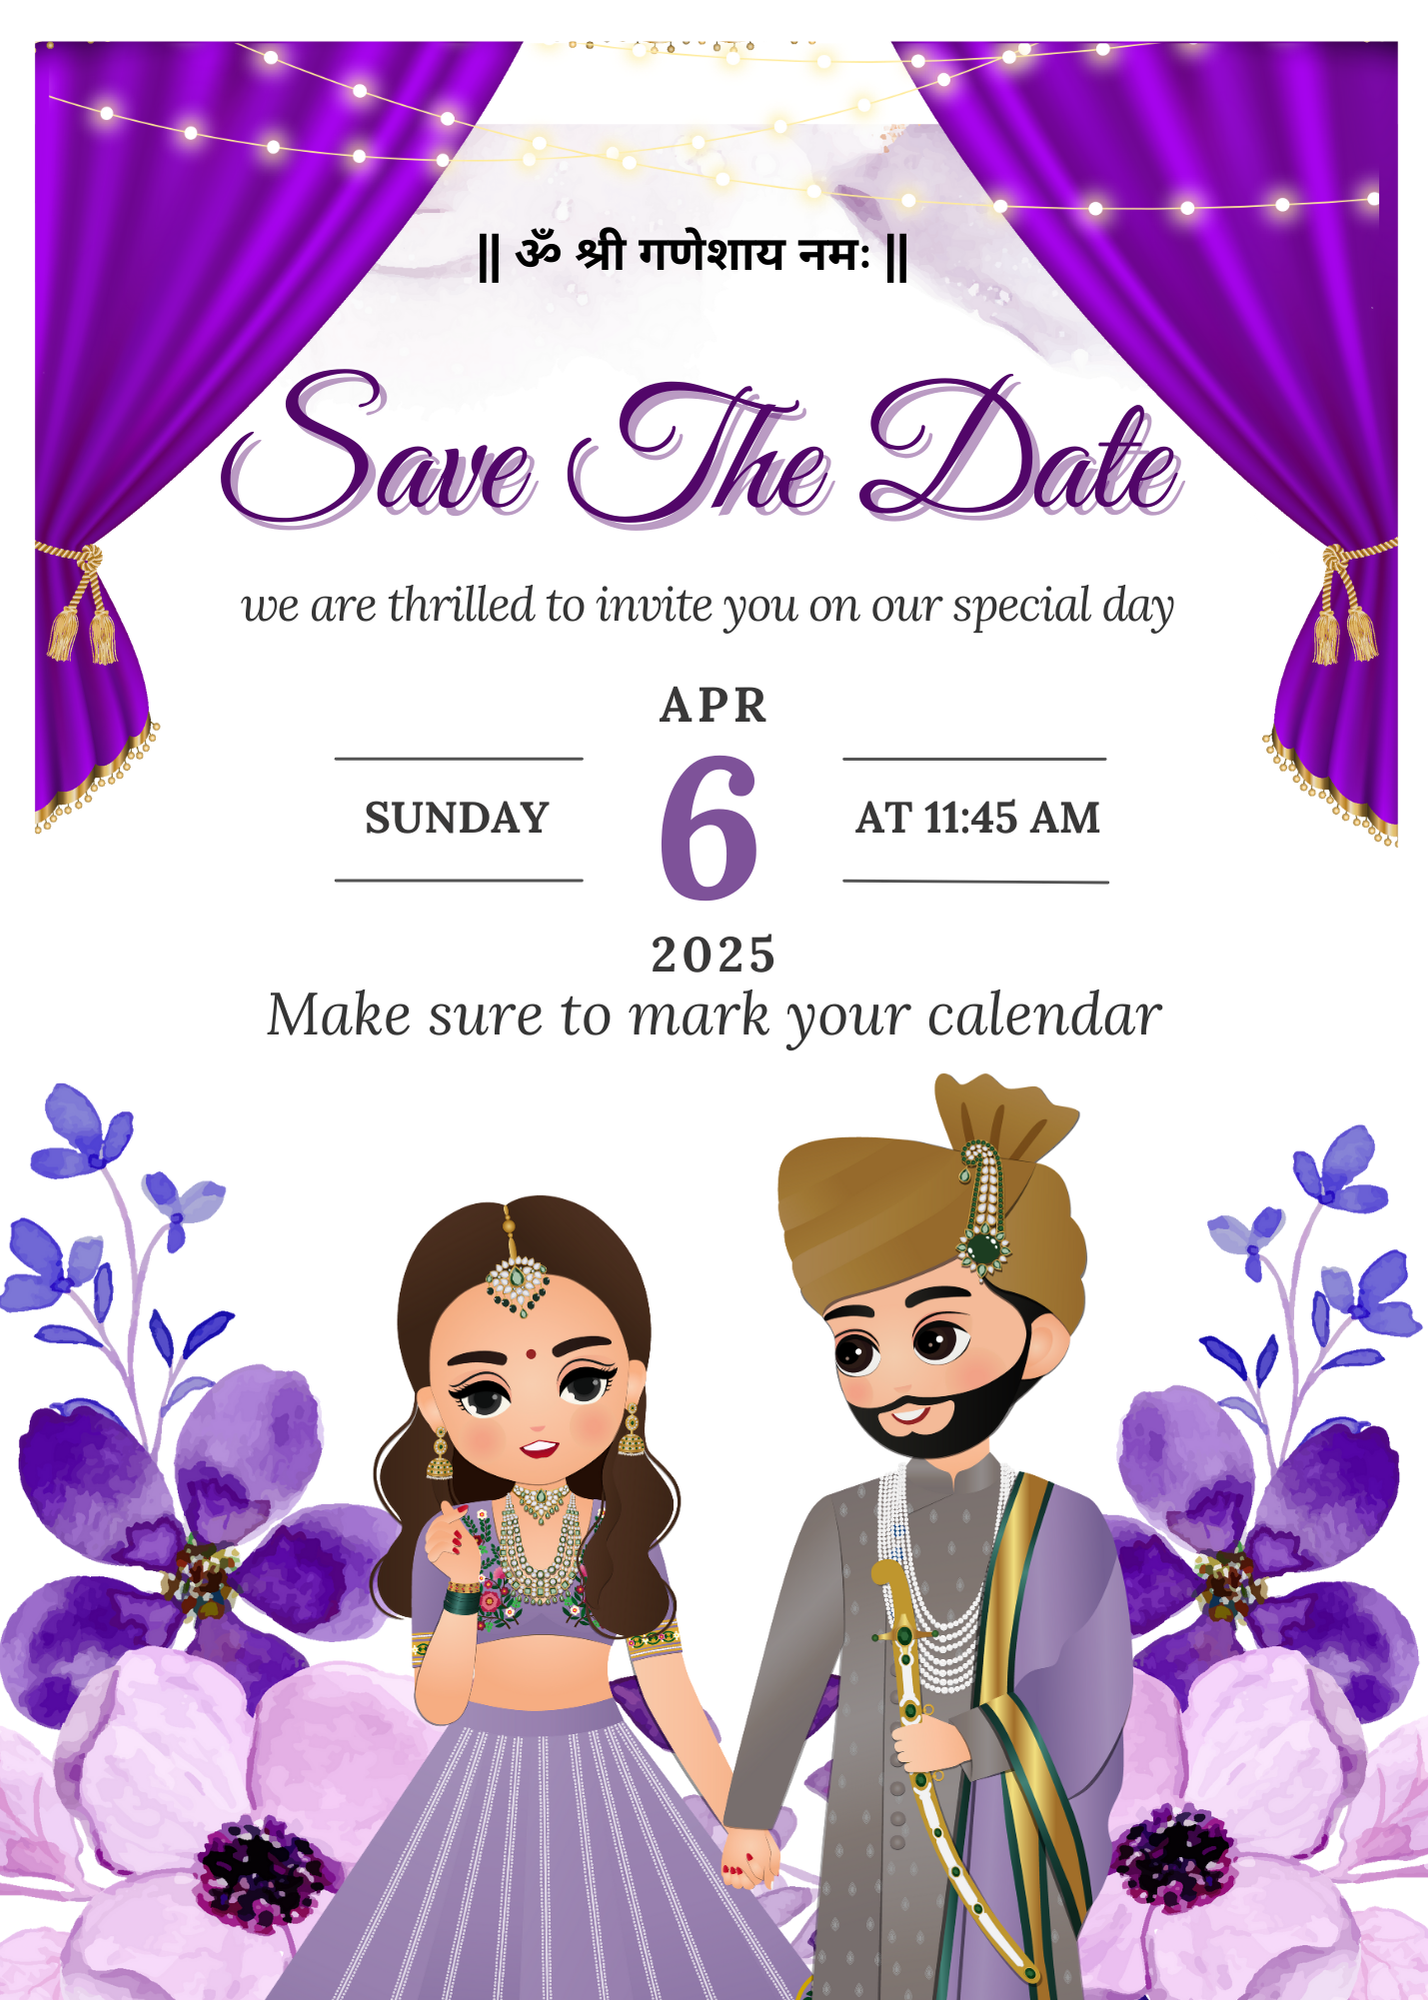 || ॐ श्री गणेशाय नमः ||
Save The Date
we are thrilled to invite you on our special day
APR
SUNDAY 6 AT 11:45 AM
2025
Make sure to mark your calendar